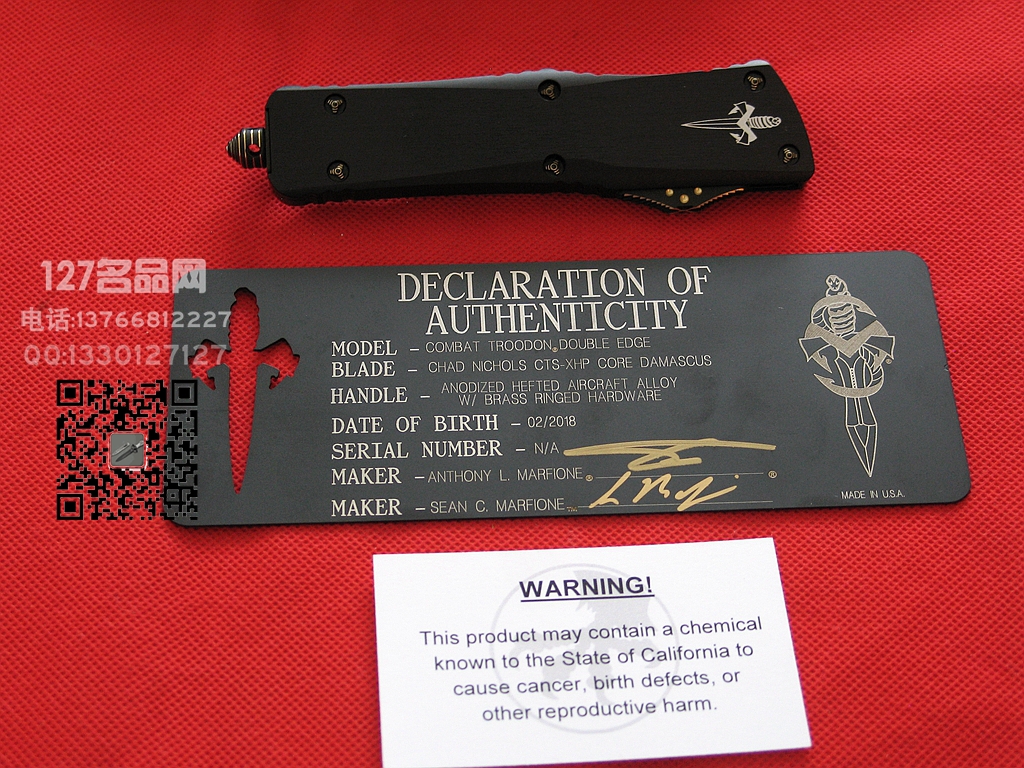 127名品网
电话:13766812227
QQ:1330127127
DECLARATION OF
AUTHENTICITY
MODEL – COMBAT TROODON® DOUBLE EDGE
BLADE – CHAD NICHOLS CTS-XHP CORE DAMASCUS
HANDLE – ANODIZED HEFTED AIRCRAFT ALLOY
W/ BRASS RINGED HARDWARE
DATE OF BIRTH – 02/2018
SERIAL NUMBER – N/A
MAKER – ANTHONY L. MARFIONE® ®
MAKER – SEAN C. MARFIONE™
MADE IN U.S.A.
WARNING!
This product may contain a chemical
known to the State of California to
cause cancer, birth defects, or
other reproductive harm.